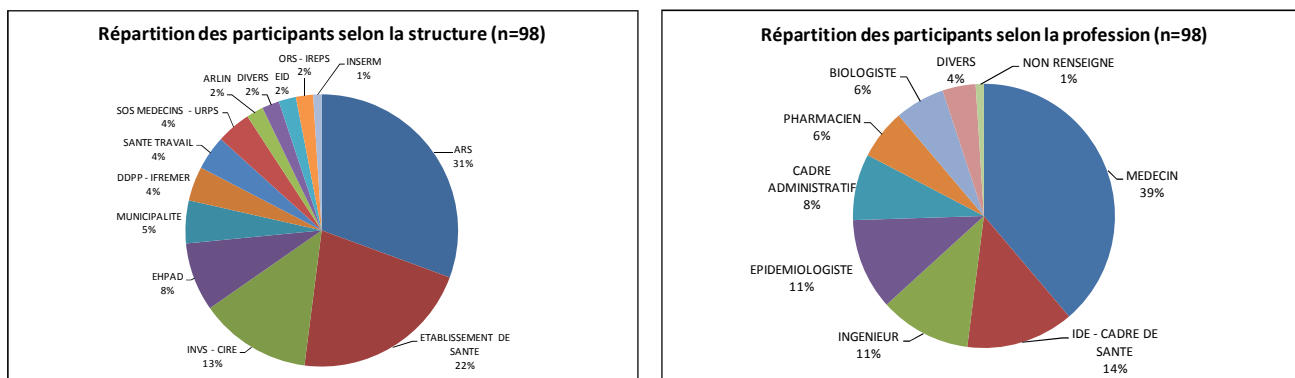 Répartition des participants selon la structure (n=98)
ORS - IREPS
2%
INSERM
1%
EID
2%
DIVERS
2%
ARLIN
2%
SOS MEDECINS - URPS
4%
SANTE TRAVAIL
4%
DDPP - IFREMER
4%
MUNICIPALITE
5%
EHPAD
8%
INVS - CIRE
13%
ETABLISSEMENT DE
SANTE
22%
ARS
31%
Répartition des participants selon la profession (n=98)
DIVERS
4%
NON RENSEIGNE
1%
BIOLOGISTE
6%
PHARMACIEN
6%
CADRE
ADMINISTRATIF
8%
EPIDEMIOLOGISTE
11%
INGENIEUR
11%
IDE - CADRE DE
SANTE
14%
MEDECIN
39%